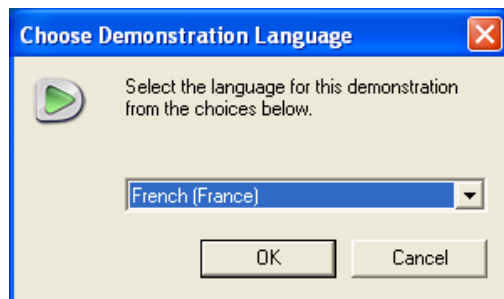 Choose Demonstration Language
Select the language for this demonstration
from the choices below.
French (France)
OK
Cancel